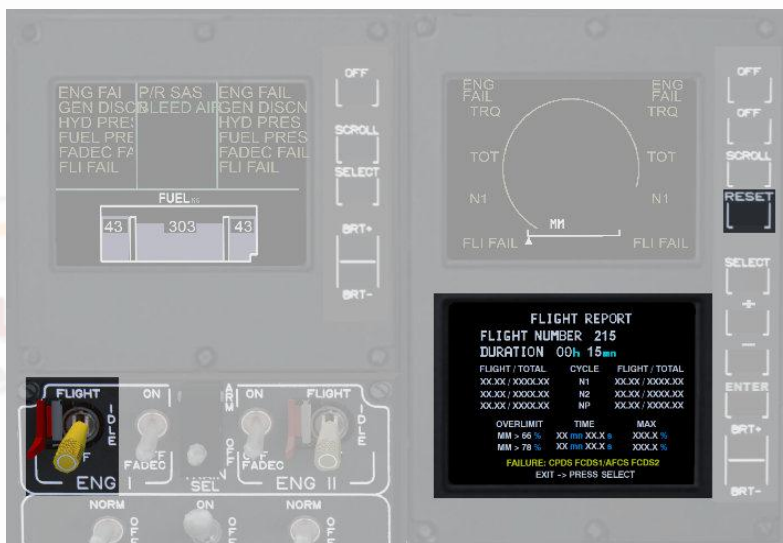 ENG FAI
P/R SAS
ENG FAIL
GEN DISCN
BLEED AIR
GEN DISCN
HYD PRES
HYD PRES
FUEL PRE
FUEL PRES
FADEC FA
FADEC FAIL
FLI FAIL
FLI FAIL
FUEL KG
43 303 43
OFF
SCROLL
SELECT
BRT+
BRT-
ENG FAIL
ENG FAIL
TRQ TRQ
TOT TOT
N1 N1
MM
FLI FAIL FLI FAIL
OFF
OFF
SCROLL
RESET
SELECT
+
-
ENTER
BRT+
BRT-
FLIGHT REPORT
FLIGHT NUMBER 215
DURATION 00h 15mn
FLIGHT / TOTAL CYCLE FLIGHT / TOTAL
XX.XX / XXXX.XX N1 XX.XX / XXXX.XX
XX.XX / XXXX.XX N2 XX.XX / XXXX.XX
XX.XX / XXXX.XX NP XX.XX / XXXX.XX
OVERLIMIT TIME MAX
MM > 66 % XX mn XX.X s XXX.X %
MM > 78 % XX mn XX.X s XXX.X %
FAILURE: CPDS FCDS1/AFCS FCDS2
EXIT -> PRESS SELECT
FLIGHT ON ARM ON FLIGHT
IDLE IDLE
OFF OFF
FADEC FADEC
ENG I SEL ENG II
NORM ON NORM
OFF OFF